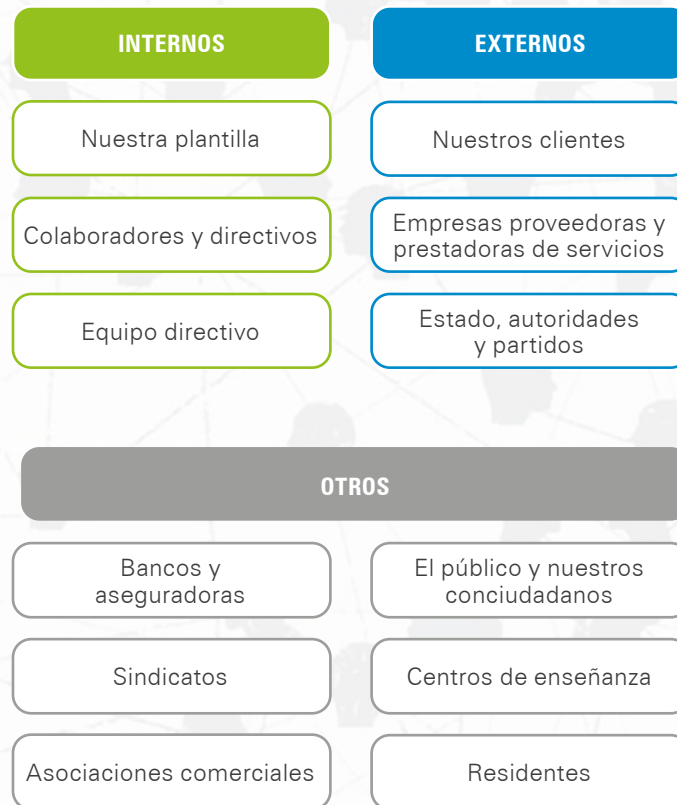 INTERNOS
EXTERNOS
Nuestra plantilla
Nuestros clientes
Colaboradores y directivos
Empresas proveedoras y
prestadoras de servicios
Equipo directivo
Estado, autoridades
y partidos
OTROS
Bancos y
aseguradoras
El público y nuestros
conciudadanos
Sindicatos
Centros de enseñanza
Asociaciones comerciales
Residentes